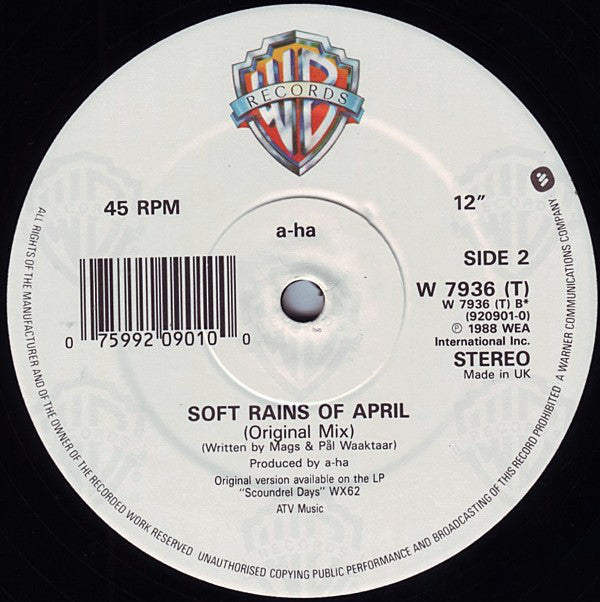 WB
RECORDS
45 RPM
12”
a-ha
SIDE 2
W 7936 (T)
W 7936 (T) B*
(920901-0)
℗ 1988 WEA
International Inc.
STEREO
Made in UK
0 75992 09010 0
SOFT RAINS OF APRIL
(Original Mix)
(Written by Mags & Pål Waaktaar)
Produced by a-ha
Original version available on the LP
"Scoundrel Days" WX62
ATV Music
ALL RIGHTS OF THE MANUFACTURER AND OF THE OWNER OF THE RECORDED WORK RESERVED UNAUTHORISED COPYING PUBLIC PERFORMANCE AND BROADCASTING OF THIS RECORD PROHIBITED A WARNER COMMUNICATIONS COMPANY